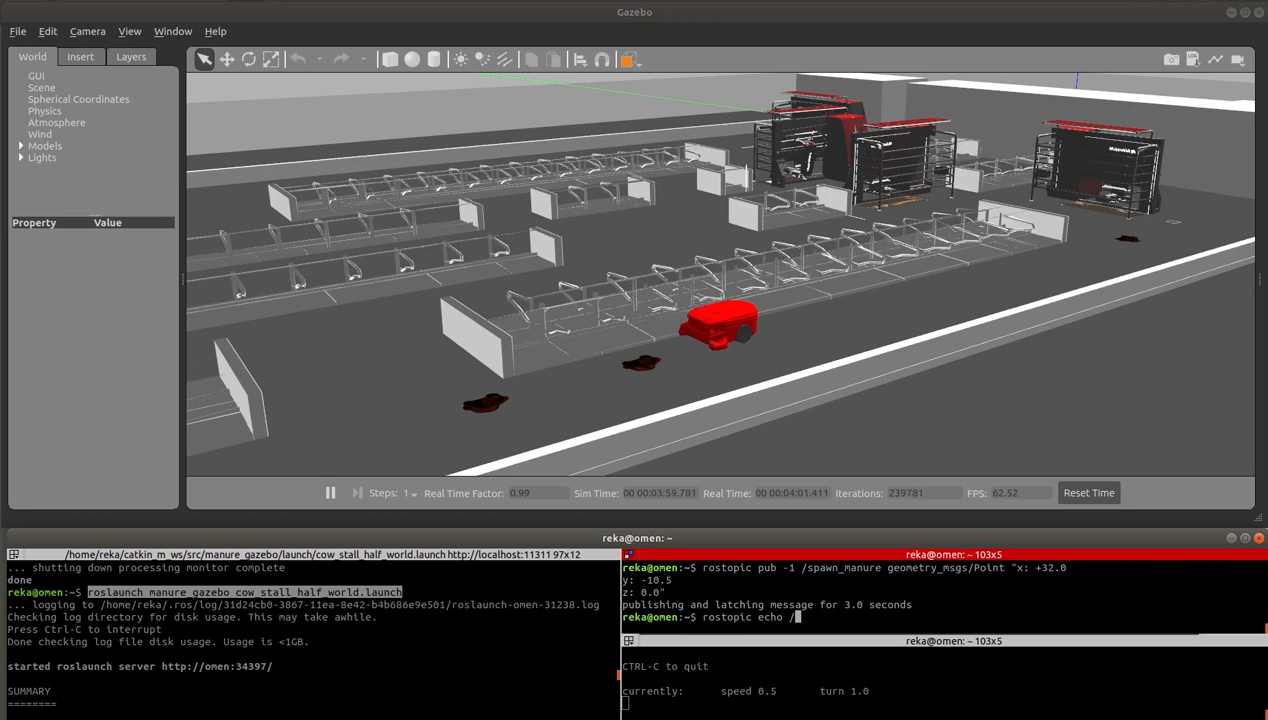 Gazebo
File Edit Camera View Window Help
World Insert Layers
GUI
Scene
Spherical Coordinates
Physics
Atmosphere
Wind
Models
Lights
Property Value
Steps: 1 Real Time Factor: 0.99 Sim Time: 00 00:03:59.781 Real Time: 00 00:04:01.411 Iterations: 239781 FPS: 62.52 Reset Time
reka@omen: ~
/home/reka/catkin_m_ws/src/manure_gazebo/launch/cow_stall_half_world.launch http://localhost:11311 97x12
... shutting down processing monitor complete
done
reka@omen:~$ roslaunch manure_gazebo cow_stall_half_world.launch
... logging to /home/reka/.ros/log/31d24cb0-3867-11ea-8e42-b4b686e9e501/roslaunch-omen-31238.log
Checking log directory for disk usage. This may take awhile.
Press Ctrl-C to interrupt
Done checking log file disk usage. Usage is <1GB.
started roslaunch server http://omen:34397/
SUMMARY
========
reka@omen: ~ 103x5
reka@omen:~$ rostopic pub -1 /spawn_manure geometry_msgs/Point "x: +32.0
y: -10.5
z: 0.0"
publishing and latching message for 3.0 seconds
reka@omen:~$ rostopic echo /
reka@omen: ~ 103x5
CTRL-C to quit
currently: speed 0.5 turn 1.0